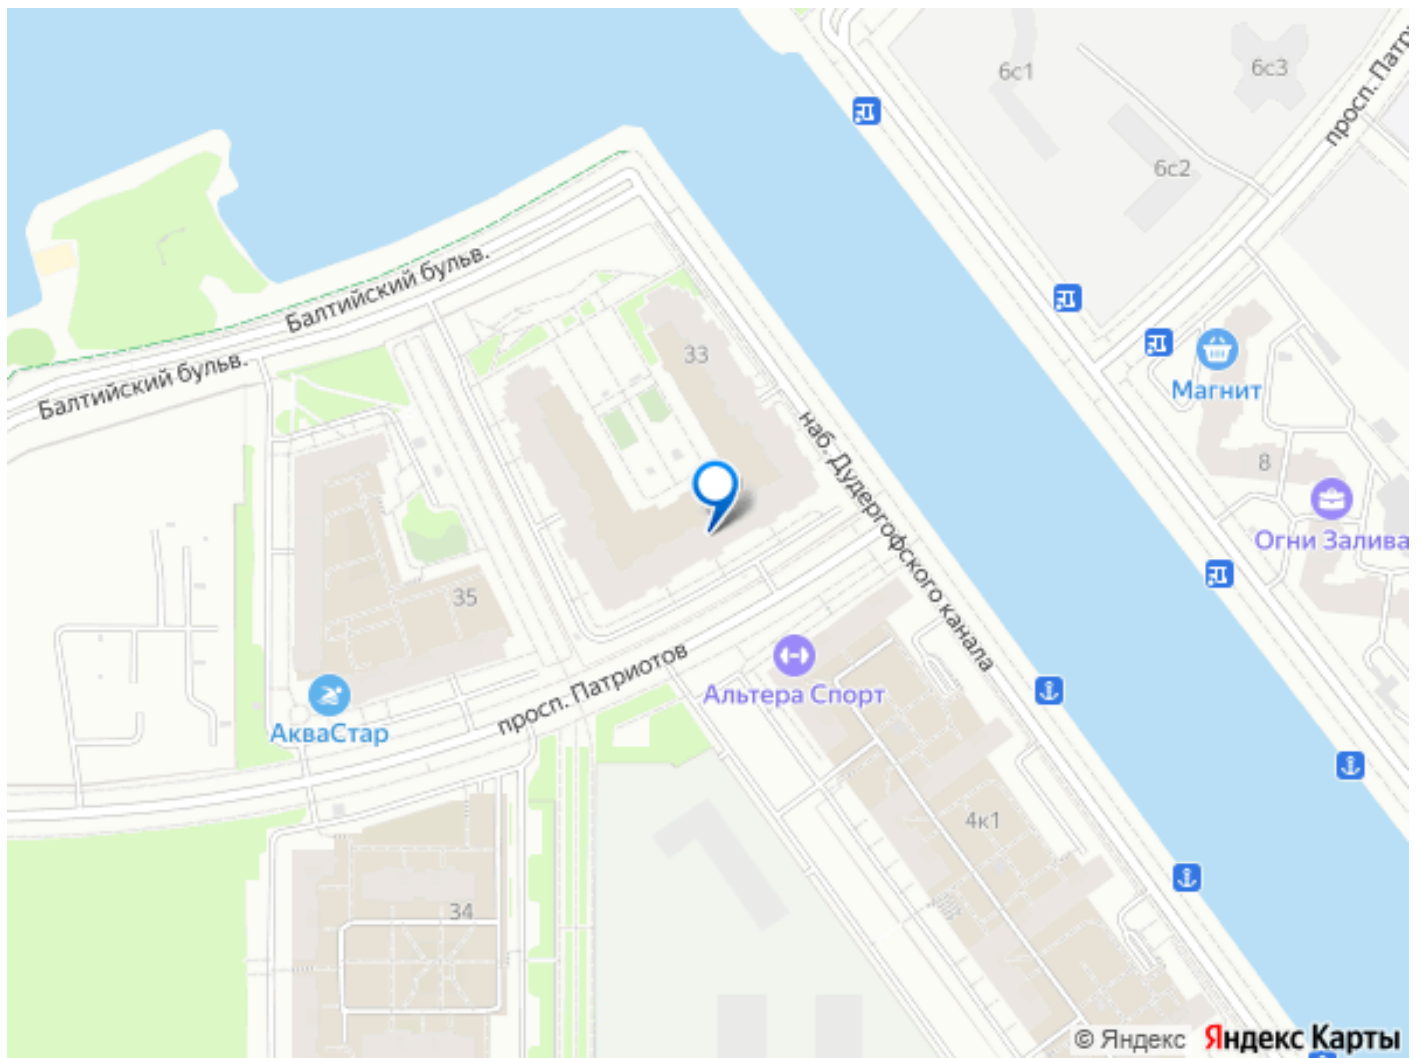 6с1
6с3
просп. Патр
6с2
Балтийский бульв.
Балтийский бульв.
33
Магнит
8
наб. Дудергофского канала
Огни Залива
35
просп. Патриотов
Альтера Спорт
АкваСтар
4к1
34
© Яндекс Яндекс Карты